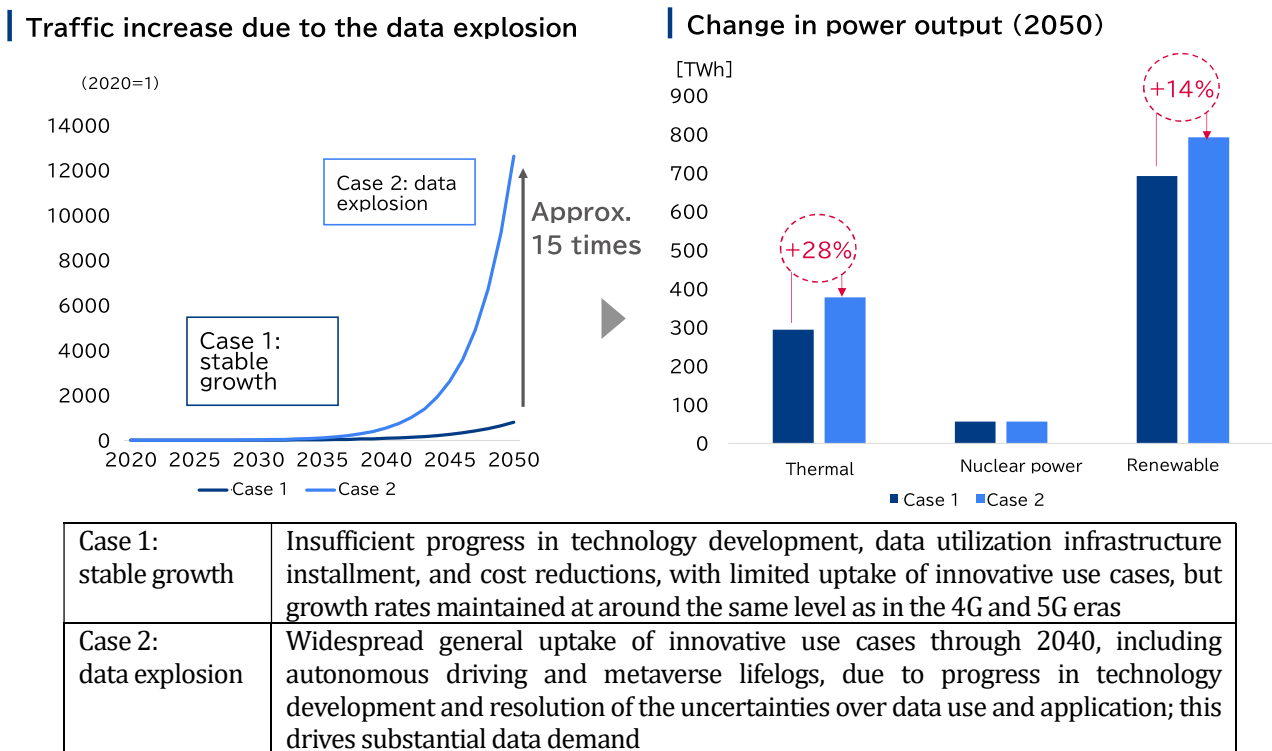 Traffic increase due to the data explosion
(2020=1)
14000
12000
10000
8000
6000
4000
2000
0
2020 2025 2030 2035 2040 2045 2050
Case 2: data
explosion
Case 1:
stable
growth
Approx.
15 times
Case 1 Case 2
Change in power output (2050)
[TWh]
900
800
700
600
500
400
300
200
100
0
+28%
+14%
Thermal Nuclear power Renewable
Case 1 Case 2
Case 1:
stable growth
Insufficient progress in technology development, data utilization infrastructure
installment, and cost reductions, with limited uptake of innovative use cases, but
growth rates maintained at around the same level as in the 4G and 5G eras
Case 2:
data explosion
Widespread general uptake of innovative use cases through 2040, including
autonomous driving and metaverse lifelogs, due to progress in technology
development and resolution of the uncertainties over data use and application; this
drives substantial data demand